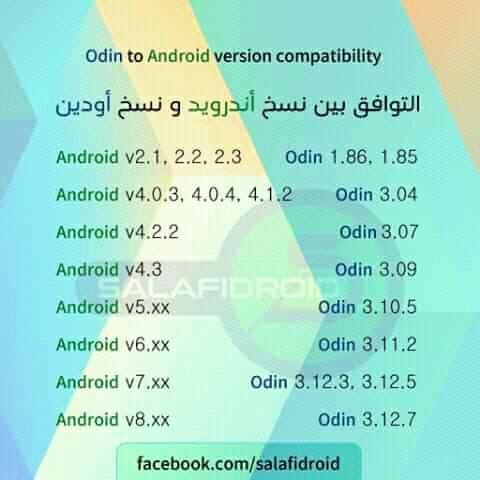 Odin to Android version compatibility
التوافق بين نسخ أندرويد و نسخ أودين
Android v2.1, 2.2, 2.3 Odin 1.86, 1.85
Android v4.0.3, 4.0.4, 4.1.2 Odin 3.04
Android v4.2.2 Odin 3.07
Android v4.3 Odin 3.09
SALAFIDROID
Android v5.xx Odin 3.10.5
Android v6.xx Odin 3.11.2
Android v7.xx Odin 3.12.3, 3.12.5
Android v8.xx Odin 3.12.7
facebook.com/salafidroid